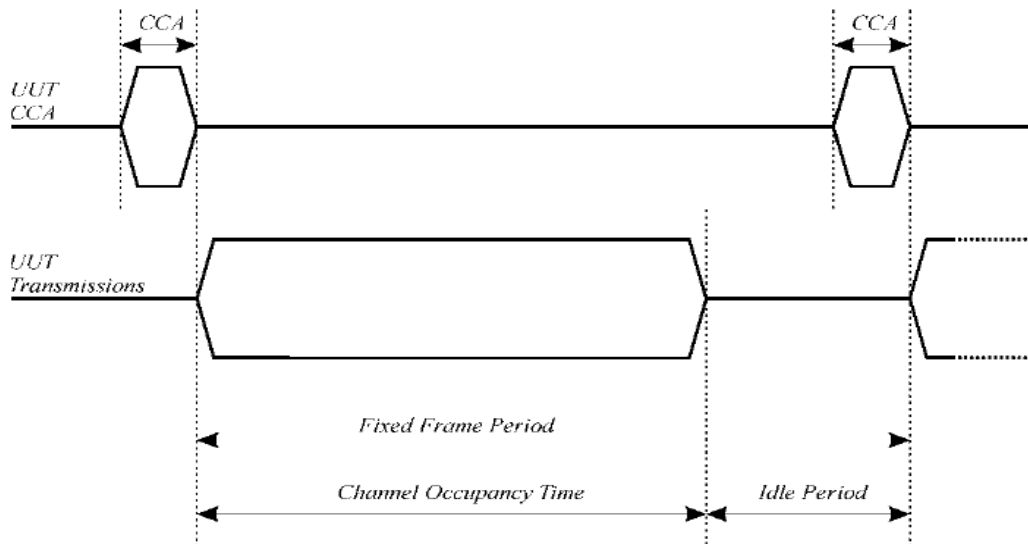 CCA
CCA
UUT
CCA
UUT
Transmissions
Fixed Frame Period
Channel Occupancy Time
Idle Period